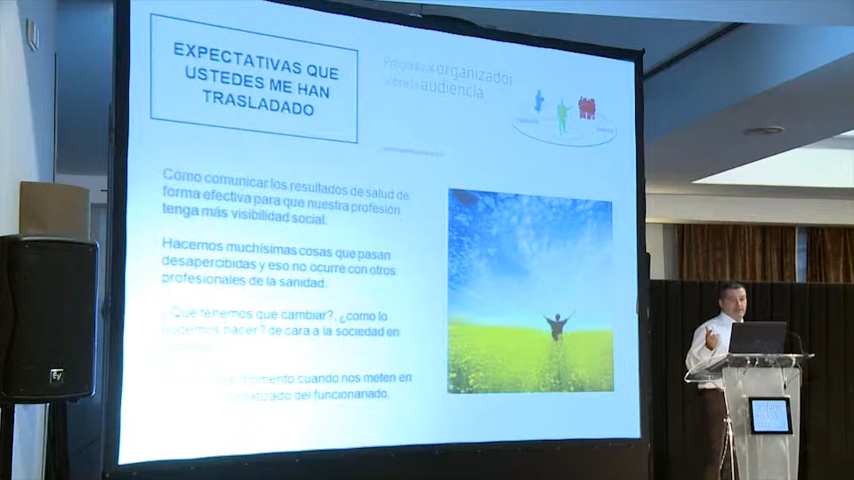 EXPECTATIVAS QUE
USTEDES ME HAN
TRASLADADO
Pregunta al organizador
sobre la audiencia
Cómo comunicar los resultados de salud de
forma efectiva para que nuestra profesión
tenga más visibilidad social.
Hacemos muchísimas cosas que pasan
desapercibidas y eso no ocurre con otros
profesionales de la sanidad.
¿Qué tenemos que cambiar?, ¿como lo
podemos hacer? de cara a la sociedad en
momento cuando nos meten en
del funcionariado.
EV